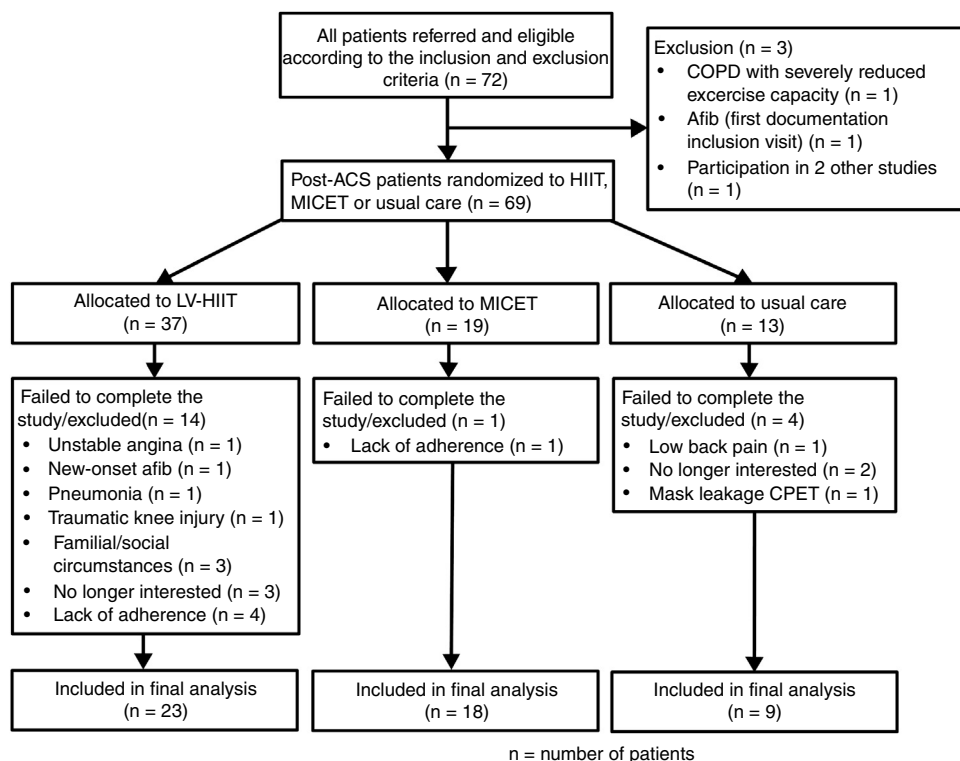 All patients referred and eligible
according to the inclusion and exclusion
criteria (n = 72)
Exclusion (n = 3)
• COPD with severely reduced
excercise capacity (n = 1)
• Afib (first documentation
inclusion visit) (n = 1)
• Participation in 2 other studies
(n = 1)
Post-ACS patients randomized to HIIT,
MICET or usual care (n = 69)
Allocated to LV-HIIT
(n = 37)
Allocated to MICET
(n = 19)
Allocated to usual care
(n = 13)
Failed to complete the
study/excluded(n = 14)
• Unstable angina (n = 1)
• New-onset afib (n = 1)
• Pneumonia (n = 1)
• Traumatic knee injury (n = 1)
• Familial/social
circumstances (n = 3)
• No longer interested (n = 3)
• Lack of adherence (n = 4)
Failed to complete the
study/excluded (n = 1)
• Lack of adherence (n = 1)
Failed to complete the
study/excluded (n = 4)
• Low back pain (n = 1)
• No longer interested (n = 2)
• Mask leakage CPET (n = 1)
Included in final analysis
(n = 23)
Included in final analysis
(n = 18)
Included in final analysis
(n = 9)
n = number of patients